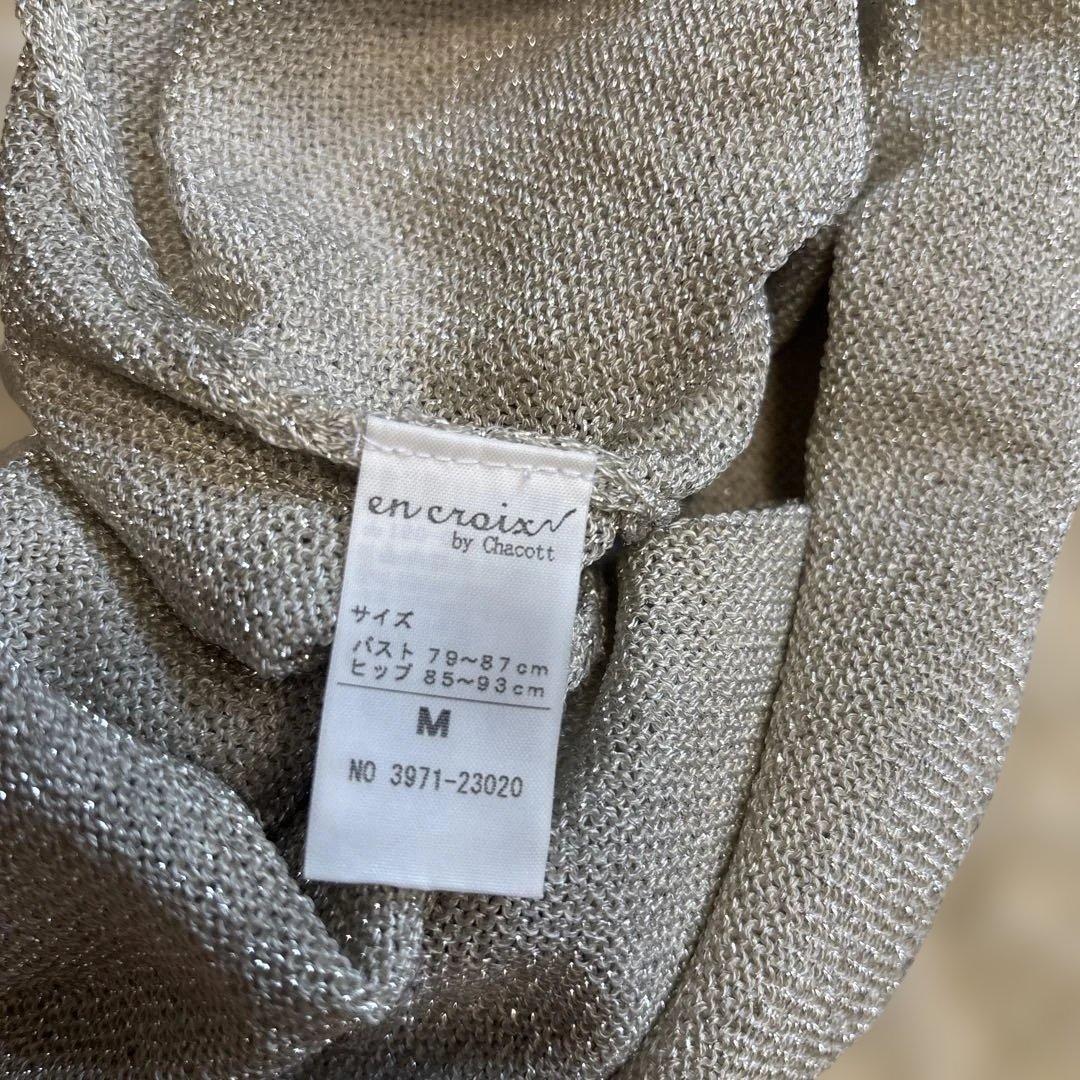 en croix
by Chacott
サイズ
バスト 79～87cm
ヒップ 85～93cm
M
NO 3971-23020